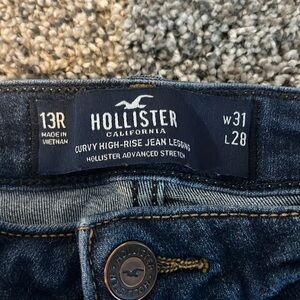 13R
MADE IN
VIETNAM
HOLLISTER
CALIFORNIA
CURVY HIGH-RISE JEAN LEGGING
HOLLISTER ADVANCED STRETCH
W31
L28